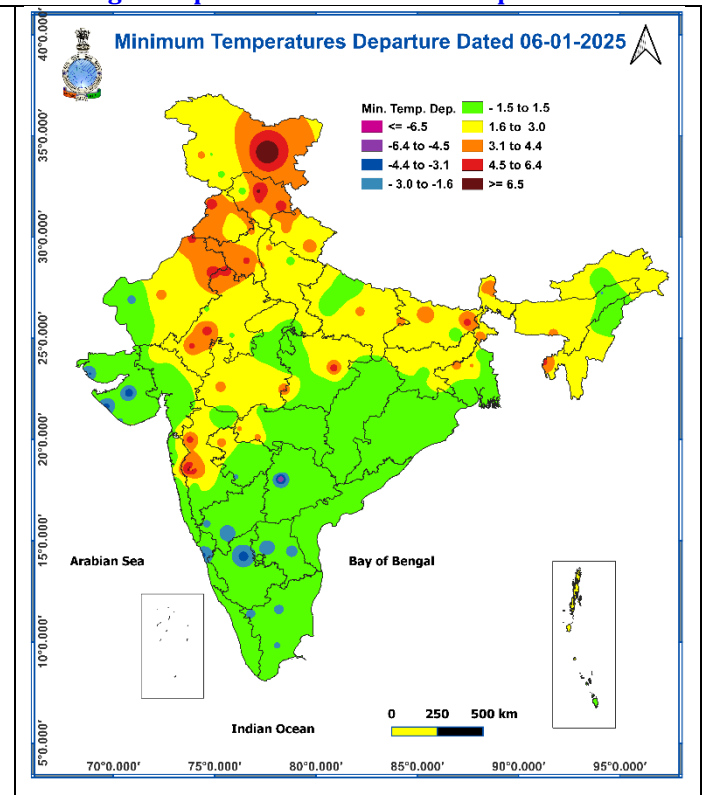 Minimum Temperatures Departure Dated 06-01-2025
Min. Temp. Dep.
<= -6.5
-6.4 to -4.5
-4.4 to -3.1
- 3.0 to -1.6
- 1.5 to 1.5
1.6 to 3.0
3.1 to 4.4
4.5 to 6.4
>= 6.5
40°0.000'
35°0.000'
30°0.000'
25°0.000'
20°0.000'
15°0.000'
10°0.000'
5°0.000'
Arabian Sea
Bay of Bengal
Indian Ocean
0 250 500 km
70°0.000' 75°0.000' 80°0.000' 85°0.000' 90°0.000' 95°0.000'